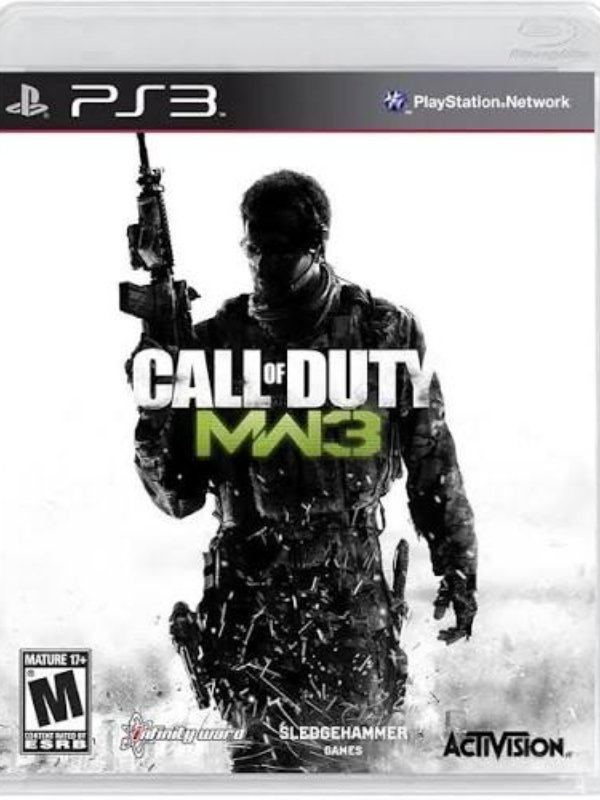 PS3
PlayStation®Network
CALL OF DUTY
MW3
MATURE 17+
M
CONTENT RATED BY
ESRB
infinity ward
SLEDGEHAMMER
GAMES
ACTIVISION